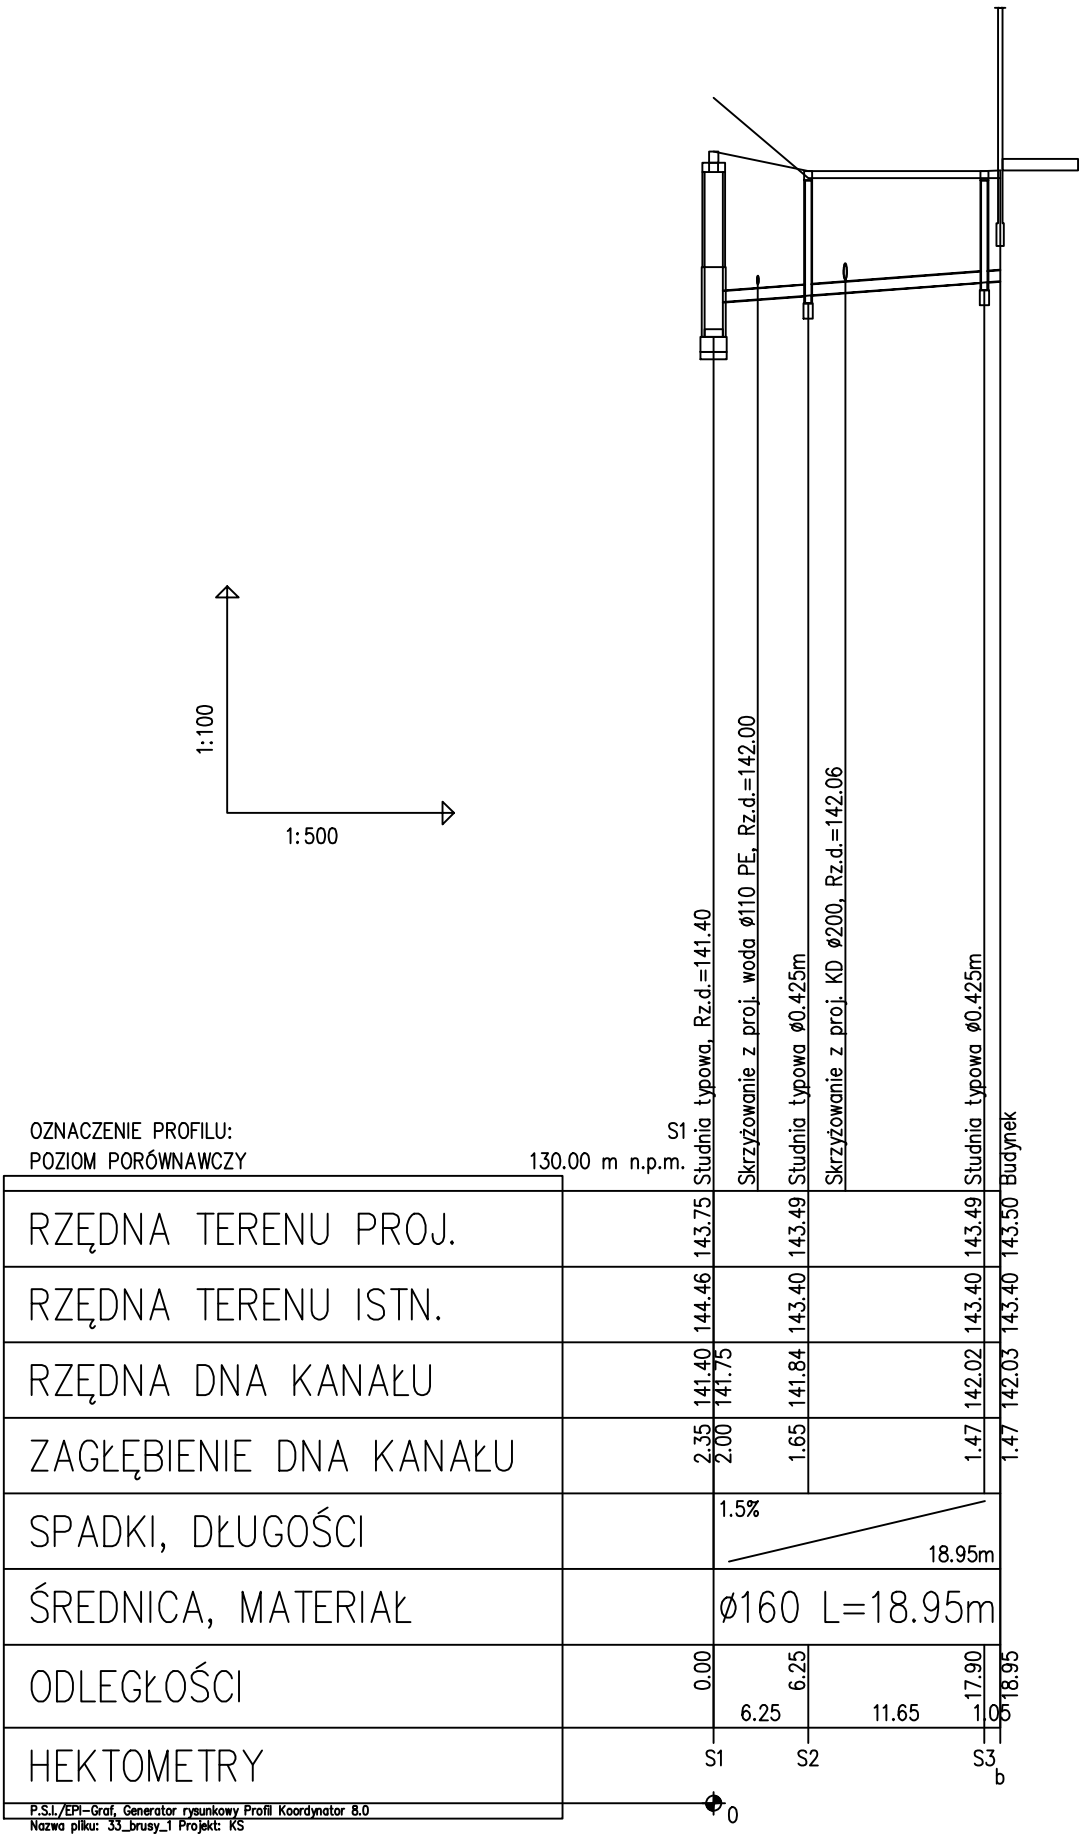 1:100
1:500
Studnia typowa, Rz.d.=141.40
Skrzyżowanie z proj. woda ø110 PE, Rz.d.=142.00
Studnia typowa ø0.425m
Skrzyżowanie z proj. KD ø200, Rz.d.=142.06
Studnia typowa ø0.425m
Budynek
OZNACZENIE PROFILU: S1
POZIOM PORÓWNAWCZY 130.00 m n.p.m.
RZĘDNA TERENU PROJ. 143.75 143.49 143.49 143.50
RZĘDNA TERENU ISTN. 144.46 143.40 143.40 143.40
RZĘDNA DNA KANAŁU 141.40 141.75 141.84 142.02 142.03
ZAGŁĘBIENIE DNA KANAŁU 2.35 2.00 1.65 1.47 1.47
SPADKI, DŁUGOŚCI 1.5% 18.95m
ŚREDNICA, MATERIAŁ ø160 L=18.95m
ODLEGŁOŚCI 0.00 6.25 17.90 18.95
6.25 11.65 1.05
HEKTOMETRY S1 S2 S3 b
0
P.S.I./EPI-Graf, Generator rysunkowy Profil Koordynator 8.0
Nazwa pliku: 33_brusy_1 Projekt: KS